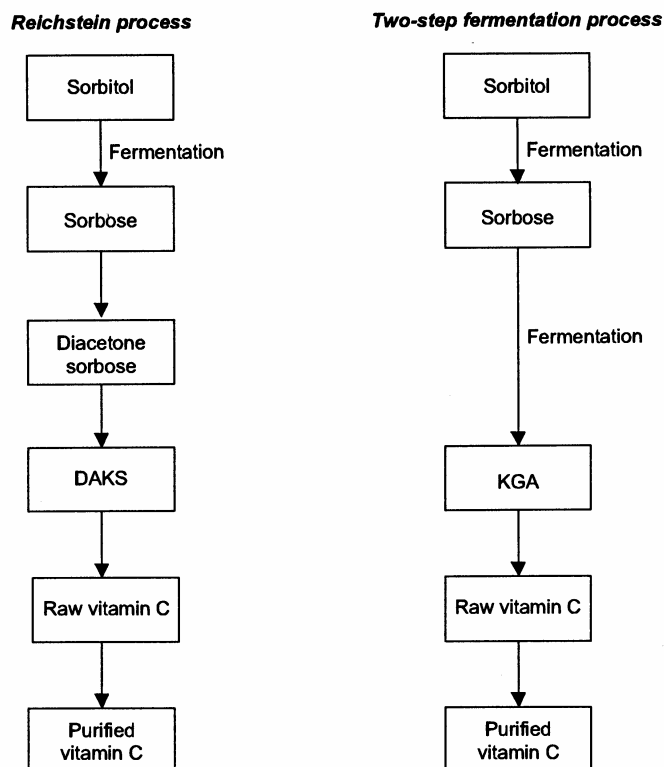 Reichstein process
Sorbitol
Fermentation
Sorbose
Diacetone
sorbose
DAKS
Raw vitamin C
Purified
vitamin C
Two-step fermentation process
Sorbitol
Fermentation
Sorbose
Fermentation
KGA
Raw vitamin C
Purified
vitamin C